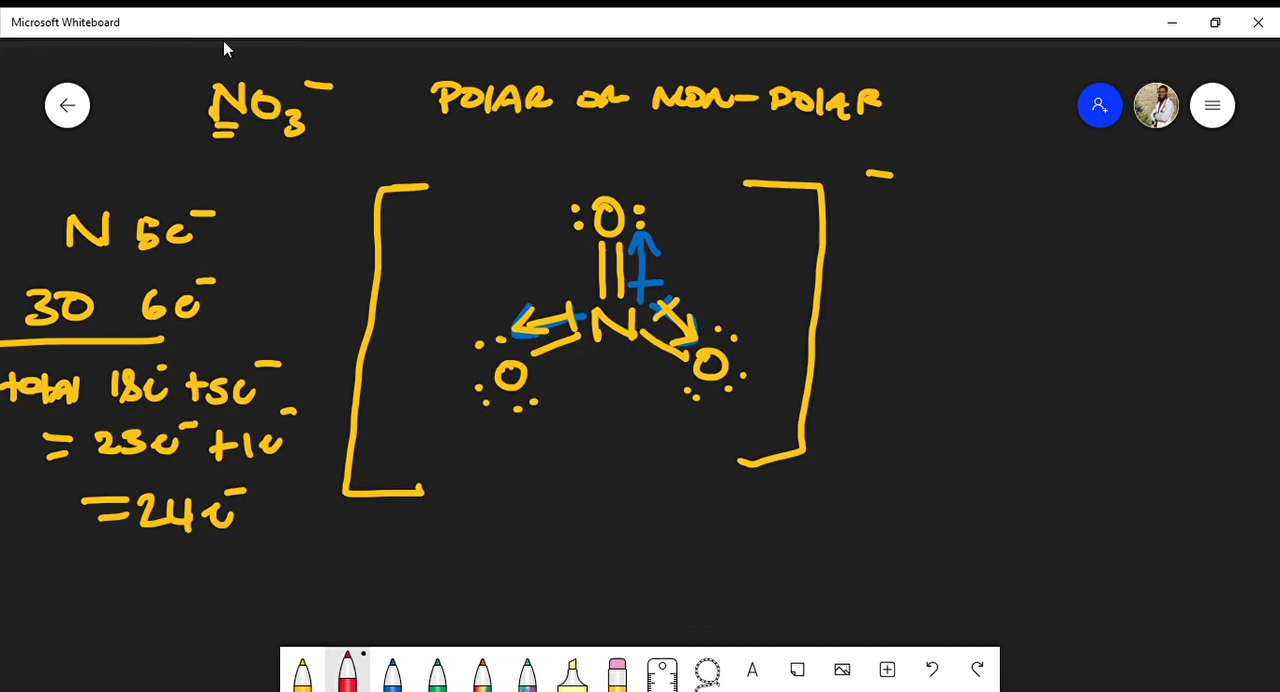 Microsoft Whiteboard
NO₃⁻ POLAR or NON-POLAR
N 5e⁻
3O 6e⁻
total 18e⁻ +5e⁻
= 23e⁻ +1e⁻
= 24e⁻
[ ]⁻
:O:
N
O O
A